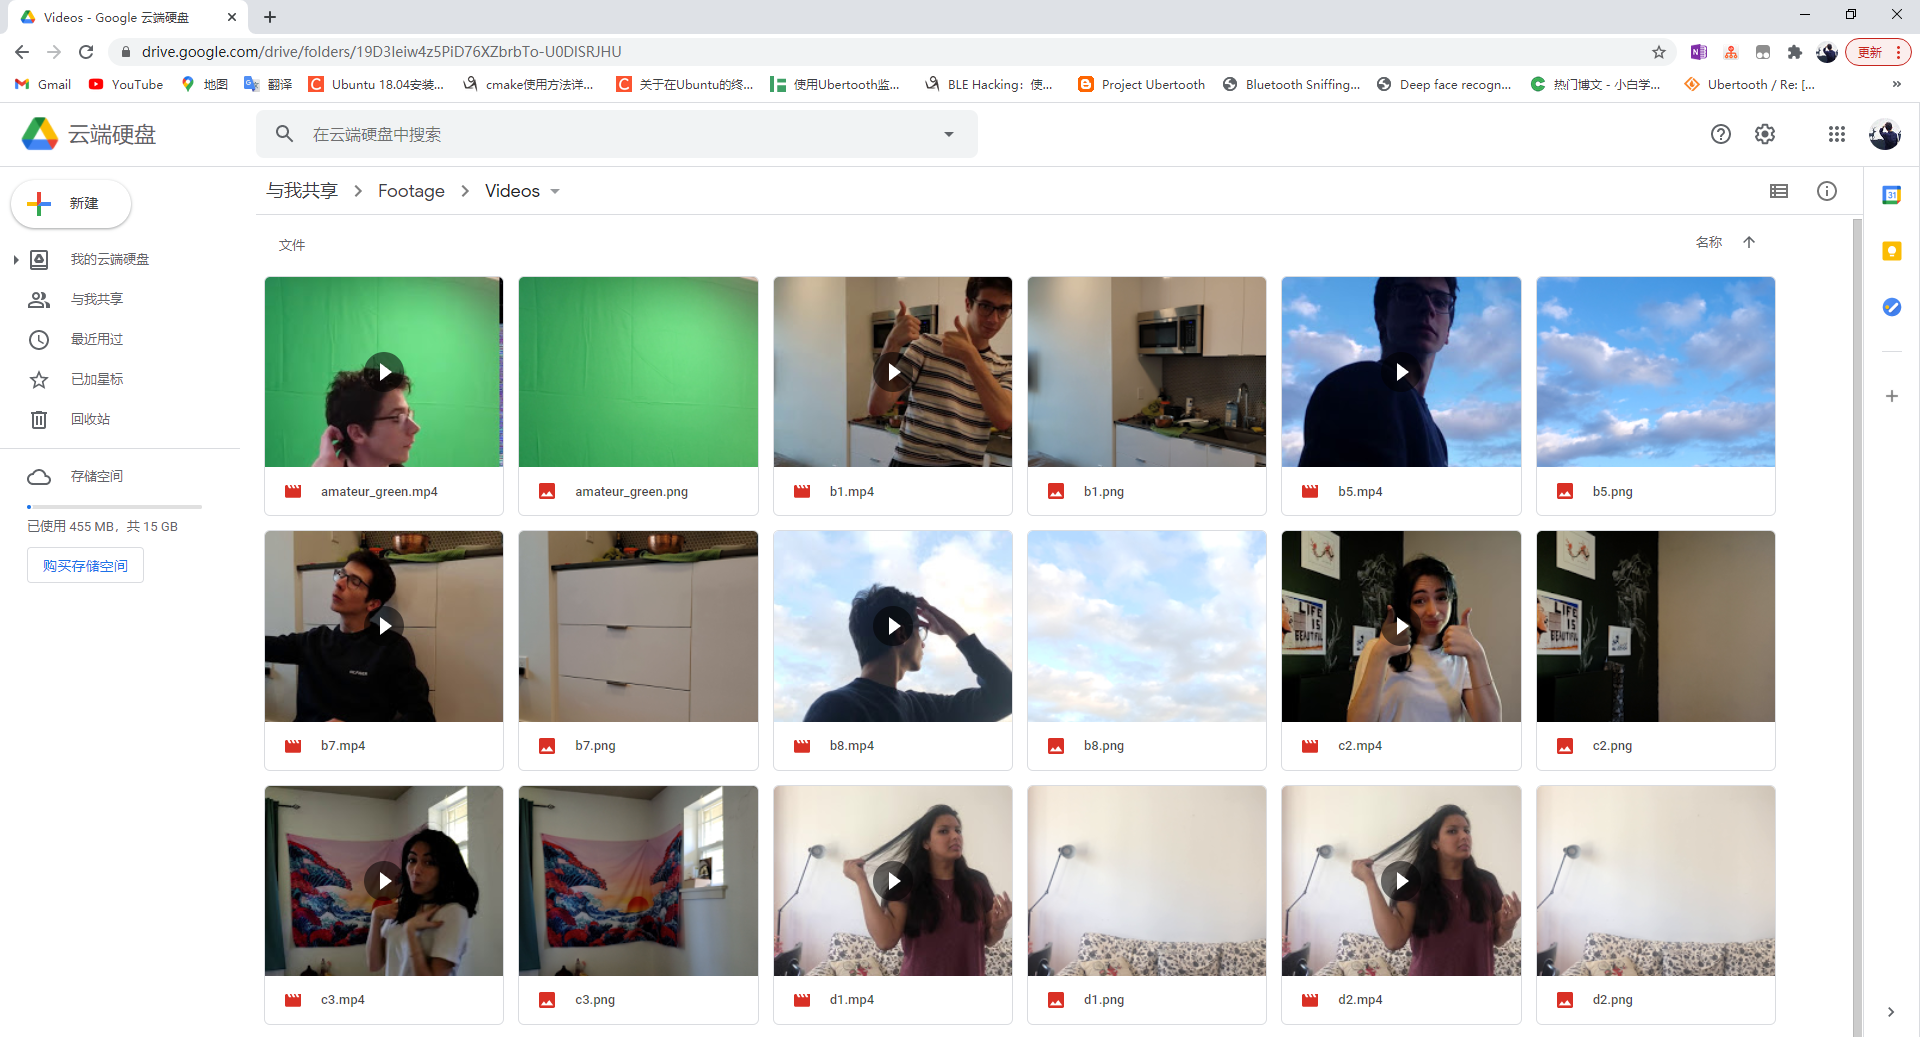 Videos - Google 云端硬盘
drive.google.com/drive/folders/19D3Ieiw4z5PiD76XZbrbTo-U0DISRJHU
更新
Gmail
YouTube
地图
翻译
Ubuntu 18.04安装...
cmake使用方法详...
关于在Ubuntu的终...
使用Ubertooth监...
BLE Hacking：使...
Project Ubertooth
Bluetooth Sniffing...
Deep face recogn...
热门博文 - 小白学...
Ubertooth / Re: [...
云端硬盘
在云端硬盘中搜索
新建
与我共享
Footage
Videos
31
我的云端硬盘
与我共享
最近用过
已加星标
回收站
存储空间
已使用 455 MB，共 15 GB
购买存储空间
文件
名称
amateur_green.mp4
amateur_green.png
b1.mp4
b1.png
b5.mp4
b5.png
b7.mp4
b7.png
b8.mp4
b8.png
LIFE
IS
BEAUTIFUL
c2.mp4
LIFE
IS
BEAUTIFUL
c2.png
c3.mp4
c3.png
d1.mp4
d1.png
d2.mp4
d2.png